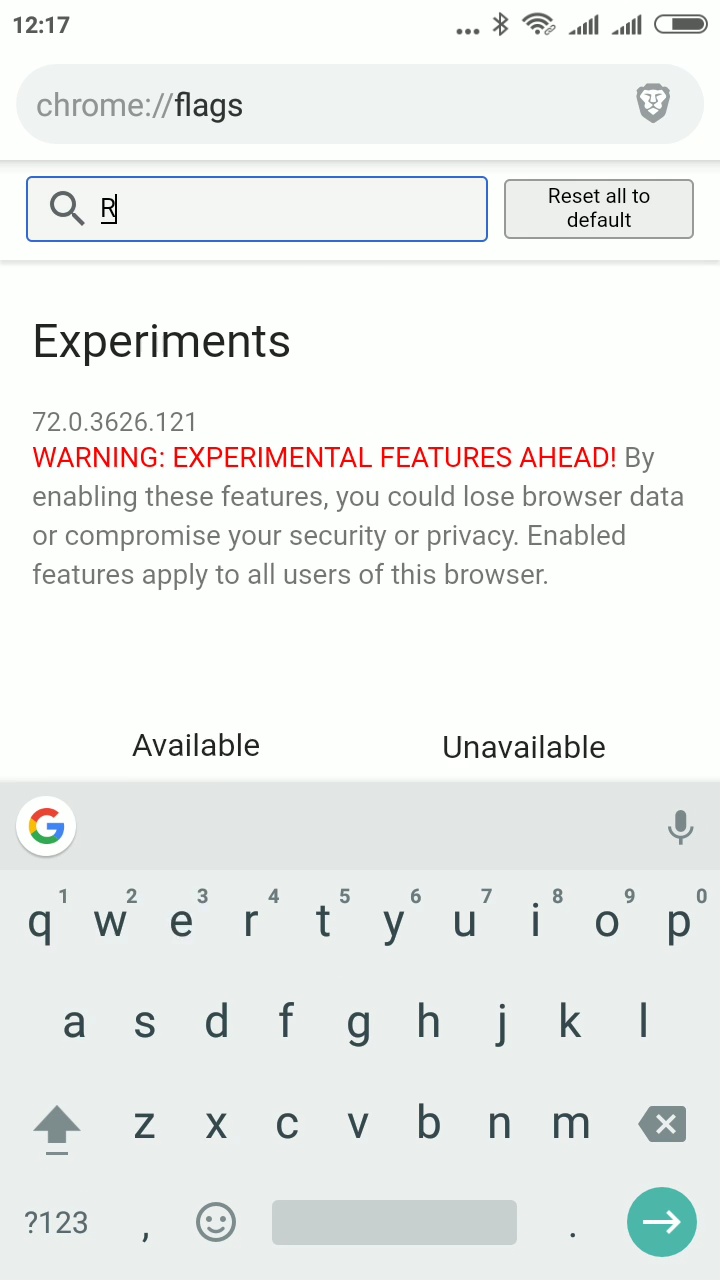 12:17
chrome://flags
R
Reset all to
default
Experiments
72.0.3626.121
WARNING: EXPERIMENTAL FEATURES AHEAD! By
enabling these features, you could lose browser data
or compromise your security or privacy. Enabled
features apply to all users of this browser.
Available Unavailable
G
1 2 3 4 5 6 7 8 9 0
q w e r t y u i o p
a s d f g h j k l
z x c v b n m
?123 , .